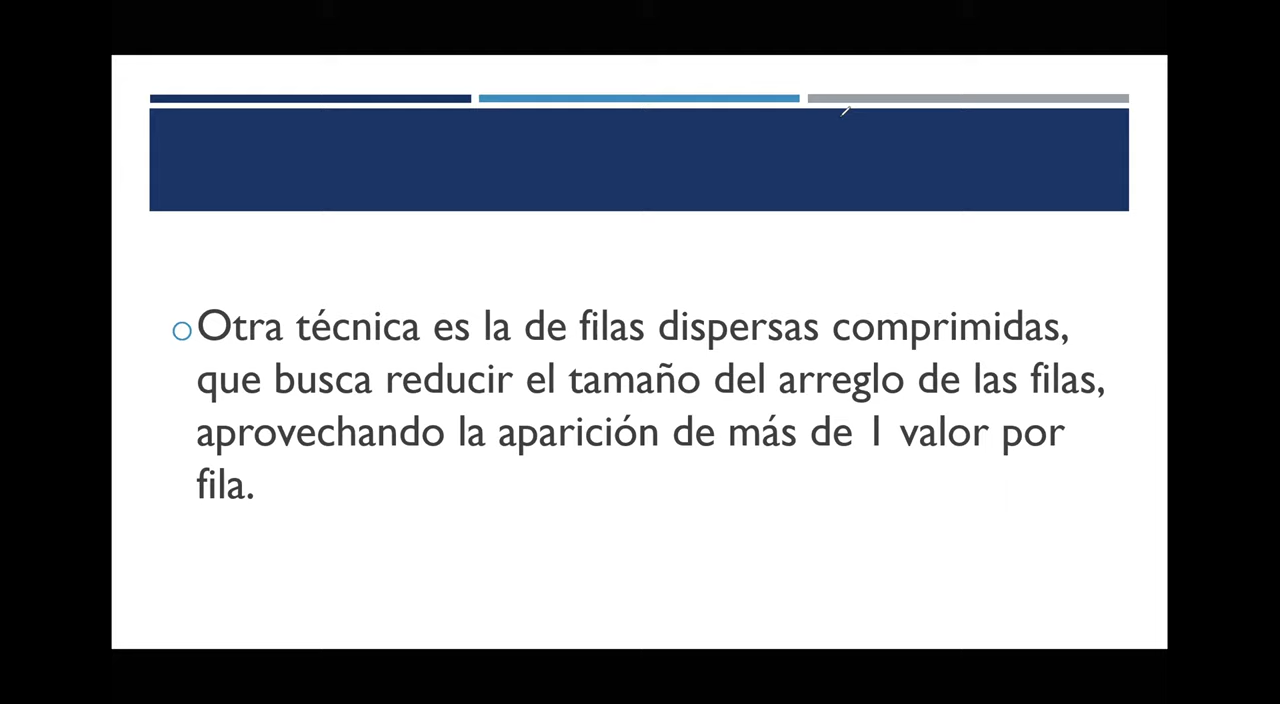 Otra técnica es la de filas dispersas comprimidas,
que busca reducir el tamaño del arreglo de las filas,
aprovechando la aparición de más de 1 valor por
fila.